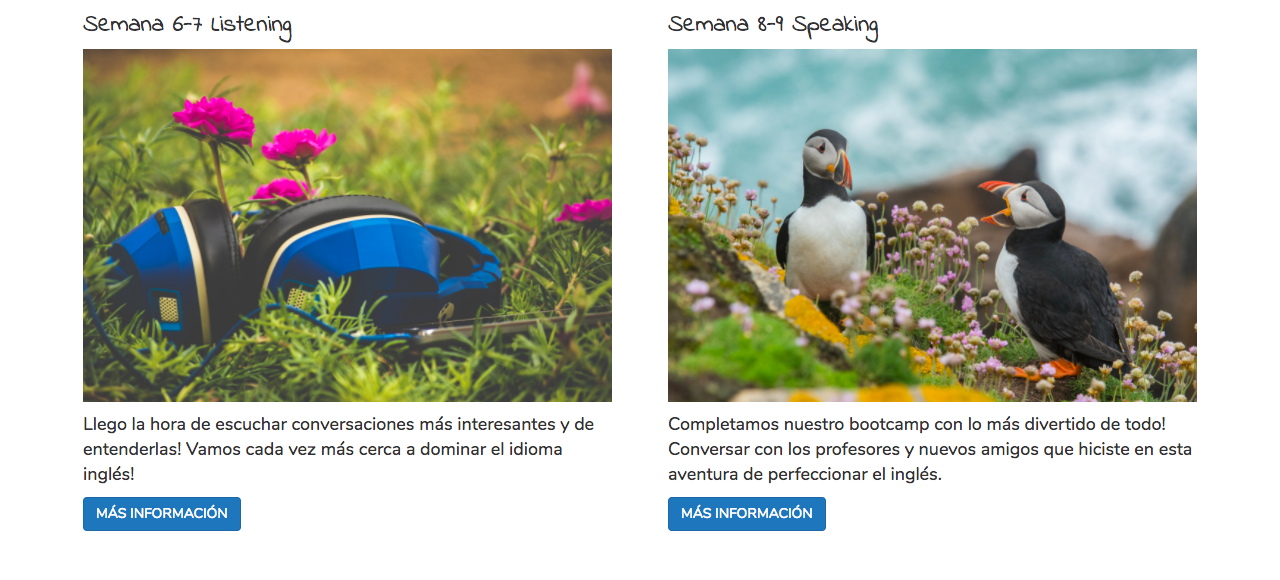 Semana 6-7 Listening
Llego la hora de escuchar conversaciones más interesantes y de
entenderlas! Vamos cada vez más cerca a dominar el idioma
inglés!
MÁS INFORMACIÓN
Semana 8-9 Speaking
Completamos nuestro bootcamp con lo más divertido de todo!
Conversar con los profesores y nuevos amigos que hiciste en esta
aventura de perfeccionar el inglés.
MÁS INFORMACIÓN